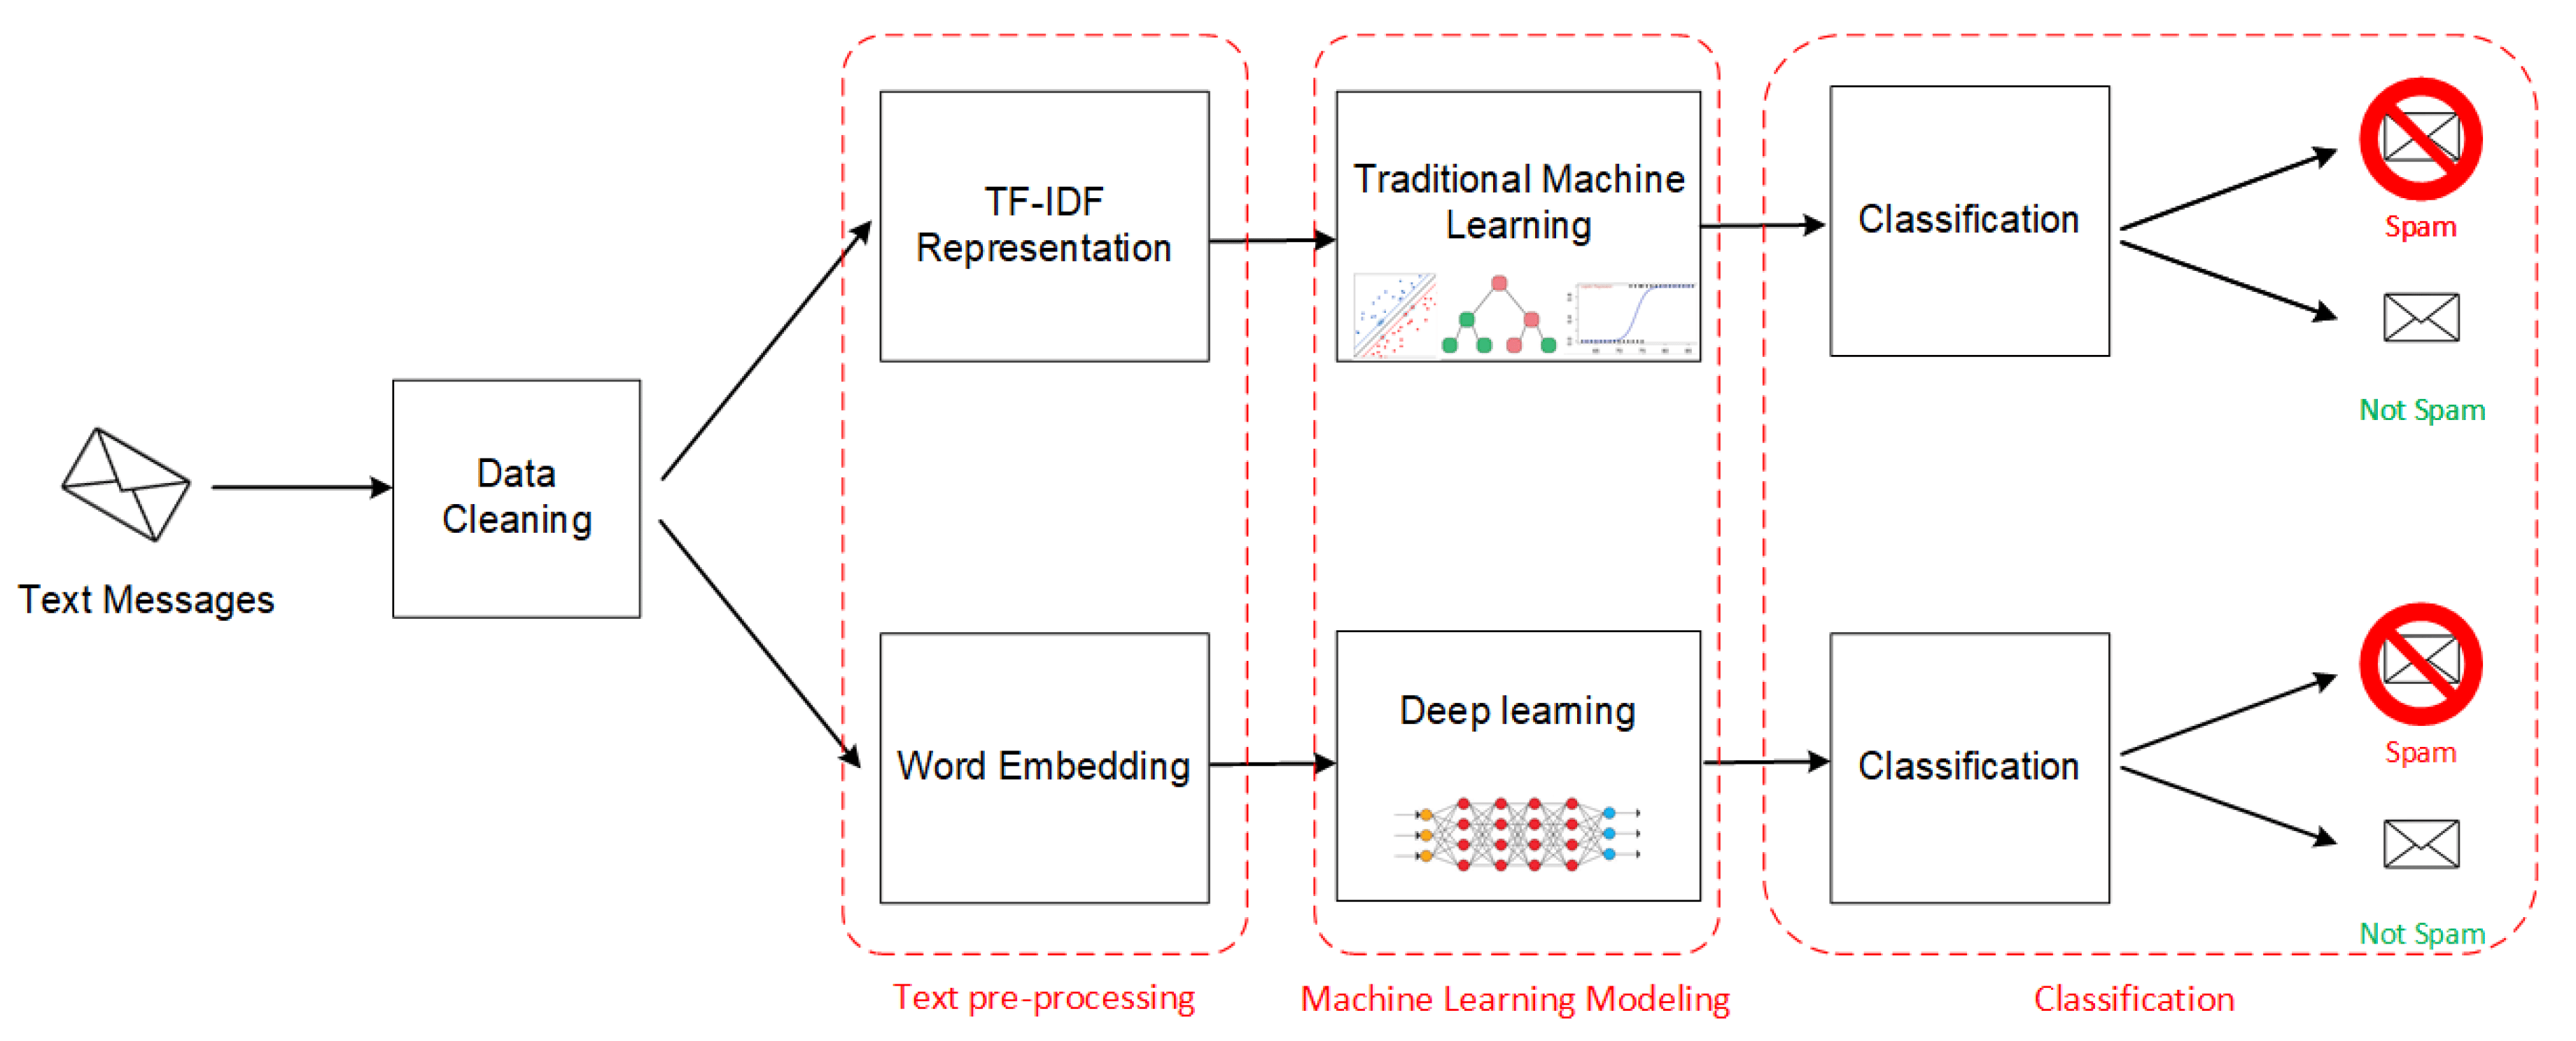 Text Messages
Data
Cleaning
TF-IDF
Representation
Traditional Machine
Learning
Classification
Spam
Not Spam
Word Embedding
Deep learning
Classification
Spam
Not Spam
Text pre-processing
Machine Learning Modeling
Classification